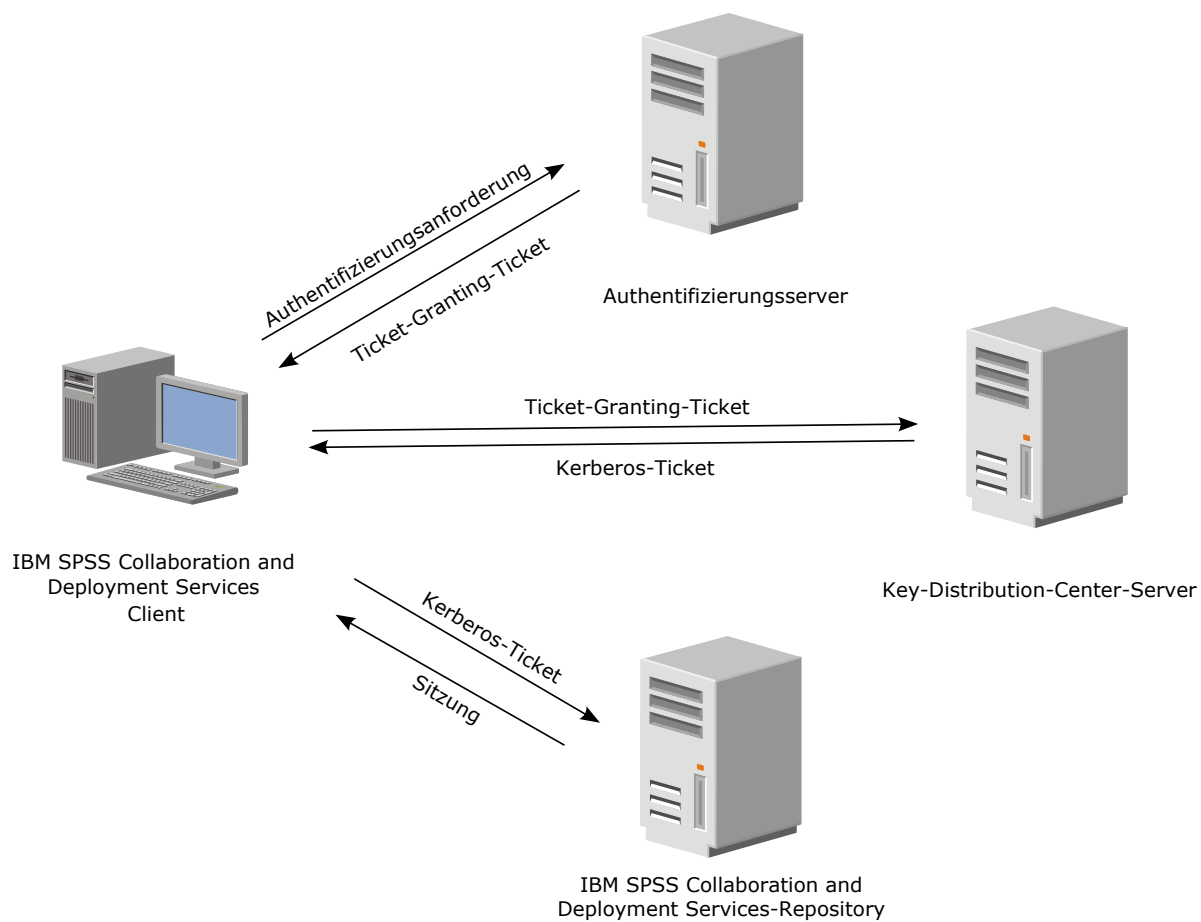 Authentifizierungsanforderung
Ticket-Granting-Ticket
Authentifizierungsserver
Ticket-Granting-Ticket
Kerberos-Ticket
IBM SPSS Collaboration and
Deployment Services
Client
Key-Distribution-Center-Server
Kerberos-Ticket
Sitzung
IBM SPSS Collaboration and
Deployment Services-Repository